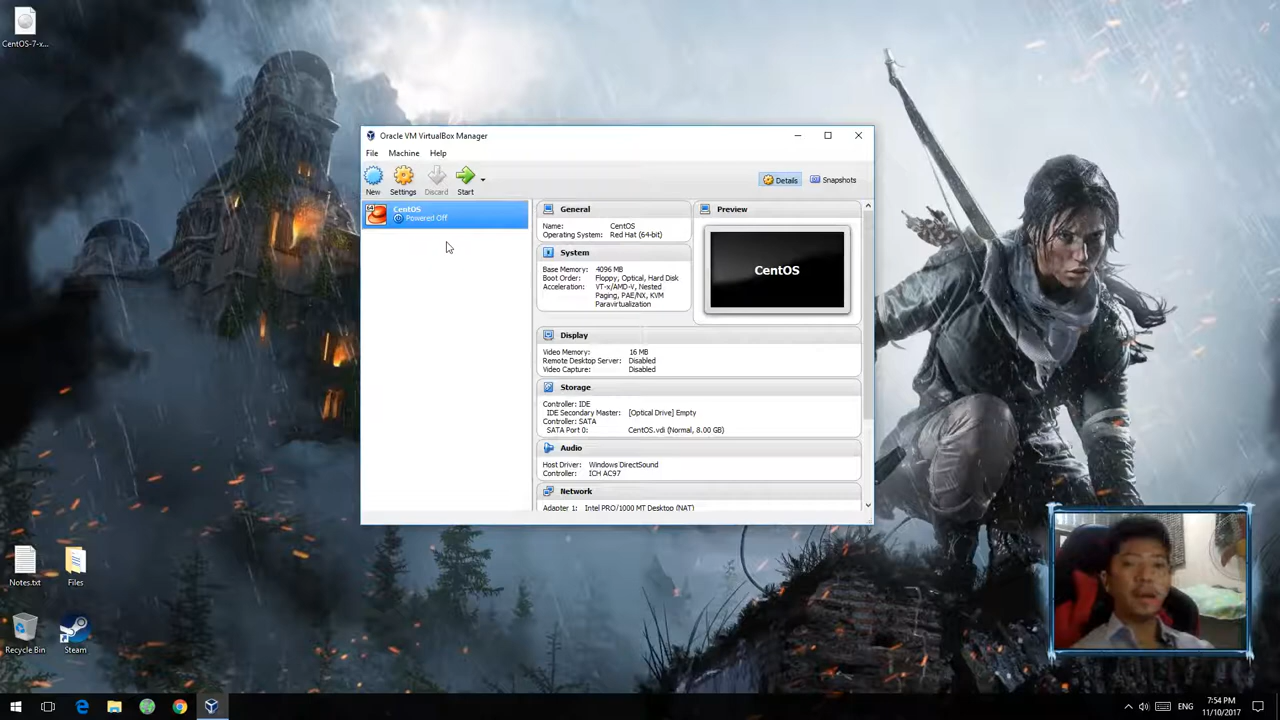 CentOS-7-x...
Oracle VM VirtualBox Manager
File Machine Help
New Settings Discard Start
Details Snapshots
64
CentOS
Powered Off
General
Name: CentOS
Operating System: Red Hat (64-bit)
System
Base Memory: 4096 MB
Boot Order: Floppy, Optical, Hard Disk
Acceleration: VT-x/AMD-V, Nested
Paging, PAE/NX, KVM
Paravirtualization
Preview
CentOS
Display
Video Memory: 16 MB
Remote Desktop Server: Disabled
Video Capture: Disabled
Storage
Controller: IDE
IDE Secondary Master: [Optical Drive] Empty
Controller: SATA
SATA Port 0: CentOS.vdi (Normal, 8.00 GB)
Audio
Host Driver: Windows DirectSound
Controller: ICH AC97
Network
Adapter 1: Intel PRO/1000 MT Desktop (NAT)
Notes.txt
Files
Recycle Bin
Steam
ENG
7:54 PM
11/10/2017